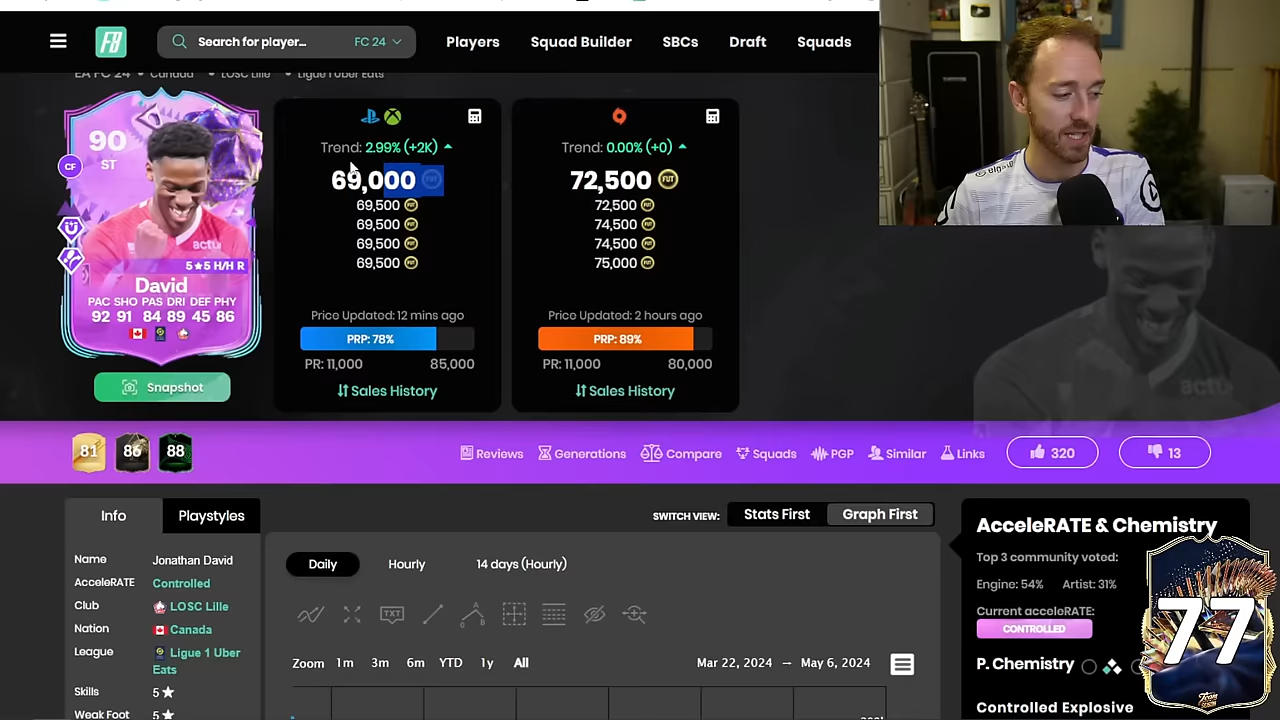 FB
Search for player...
FC 24
Players
Squad Builder
SBCs
Draft
Squads
EA FC 24 • Canada • LOSC Lille • Ligue 1 Uber Eats
90
ST
CF
5★5 H/H R
David
PAC SHO PAS DRI DEF PHY
92 91 84 89 45 86
Snapshot
Trend: 2.99% (+2K)
69,000
69,500
69,500
69,500
69,500
Price Updated: 12 mins ago
PRP: 78%
PR: 11,000 85,000
Sales History
Trend: 0.00% (+0)
72,500
72,500
74,500
74,500
75,000
Price Updated: 2 hours ago
PRP: 89%
PR: 11,000 80,000
Sales History
81
86
88
Reviews
Generations
Compare
Squads
PGP
Similar
Links
320
13
Info
Playstyles
Name Jonathan David
AcceleRATE Controlled
Club LOSC Lille
Nation Canada
League Ligue 1 Uber
Eats
Skills 5★
Weak Foot 5★
SWITCH VIEW:
Stats First
Graph First
Daily
Hourly
14 days (Hourly)
TXT
Zoom 1m 3m 6m YTD 1y All
Mar 22, 2024 → May 6, 2024
AcceleRATE & Chemistry
Top 3 community voted:
Engine: 54% Artist: 31%
Current acceleRATE:
CONTROLLED
P. Chemistry
Controlled Explosive
77